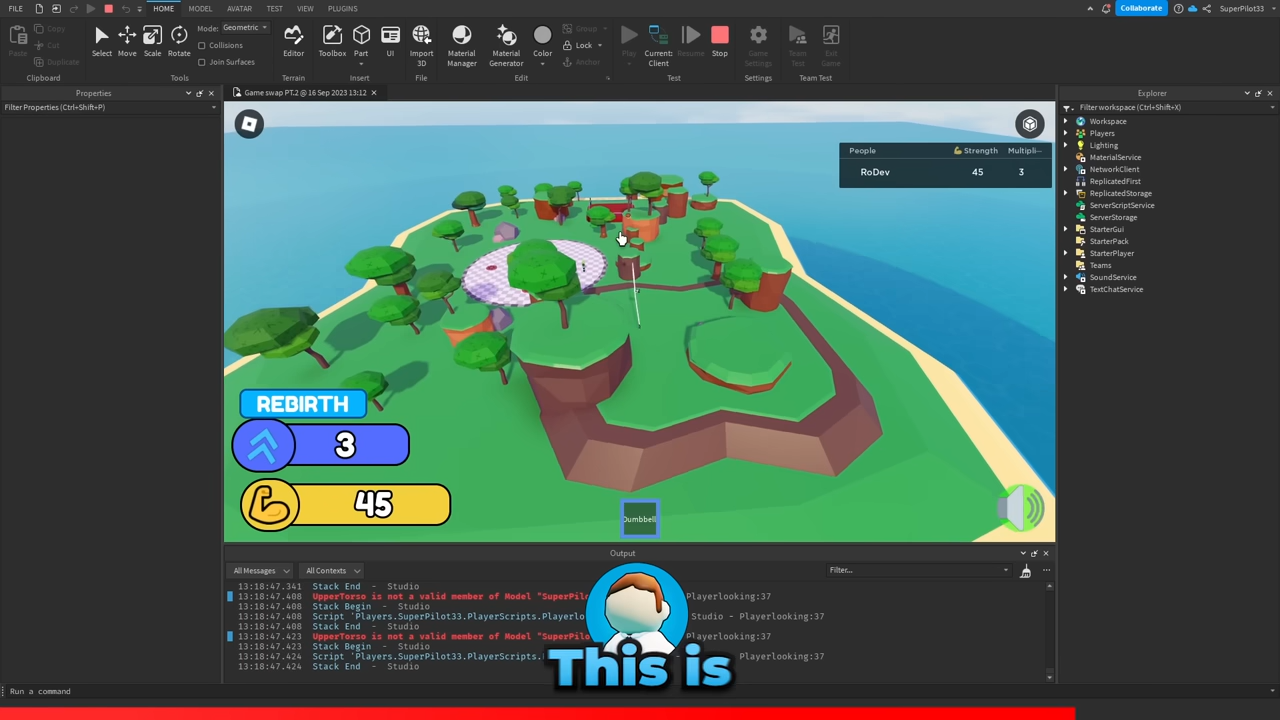 FILE HOME MODEL AVATAR TEST VIEW PLUGINS Collaborate SuperPilot33
Paste Copy Cut Duplicate Select Move Scale Rotate Mode: Geometric Collisions Join Surfaces Editor Toolbox Part UI Import 3D Material Manager Material Generator Color Group Lock Anchor Play Current: Client Resume Stop Game Settings Team Test Exit Game
Clipboard Tools Terrain Insert File Edit Test Settings Team Test
Properties
Filter Properties (Ctrl+Shift+P)
Game swap PT.2 @ 16 Sep 2023 13:12
People Strength Multipli···
RoDev 45 3
REBIRTH
3
45
Dumbbell
Explorer
Filter workspace (Ctrl+Shift+X)
Workspace
Players
Lighting
MaterialService
NetworkClient
ReplicatedFirst
ReplicatedStorage
ServerScriptService
ServerStorage
StarterGui
StarterPack
StarterPlayer
Teams
SoundService
TextChatService
Output
All Messages All Contexts Filter...
13:18:47.341 Stack End - Studio
13:18:47.408 UpperTorso is not a valid member of Model "SuperPilo Playerlooking:37
13:18:47.408 Stack Begin - Studio
13:18:47.408 Script 'Players.SuperPilot33.PlayerScripts.Playerlo Studio - Playerlooking:37
13:18:47.408 Stack End - Studio
13:18:47.423 UpperTorso is not a valid member of Model "SuperPilo Playerlooking:37
13:18:47.423 Stack Begin - Studio
13:18:47.424 Script 'Players.SuperPilot33.PlayerScripts. Playerlooking:37
13:18:47.424 Stack End - Studio
This is
Run a command